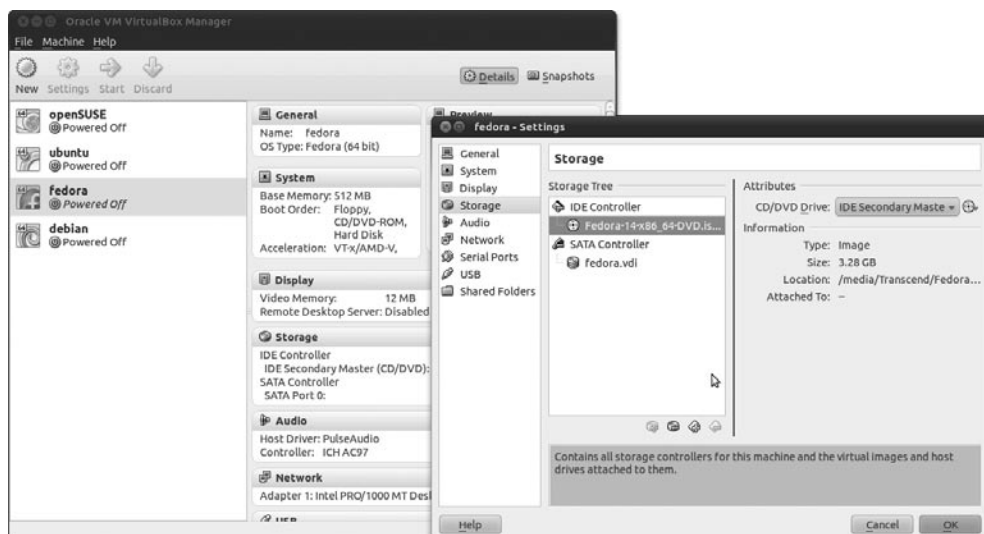 Oracle VM VirtualBox Manager
File Machine Help
New Settings Start Discard
Details Snapshots
openSUSE
Powered Off
ubuntu
Powered Off
fedora
Powered Off
debian
Powered Off
General
Name: fedora
OS Type: Fedora (64 bit)
System
Base Memory: 512 MB
Boot Order: Floppy,
CD/DVD-ROM,
Hard Disk
Acceleration: VT-x/AMD-V,
Display
Video Memory: 12 MB
Remote Desktop Server: Disabled
Storage
IDE Controller
IDE Secondary Master (CD/DVD):
SATA Controller
SATA Port 0:
Audio
Host Driver: PulseAudio
Controller: ICH AC97
Network
Adapter 1: Intel PRO/1000 MT Des
Preview
fedora - Settings
General
System
Display
Storage
Audio
Network
Serial Ports
USB
Shared Folders
Storage
Storage Tree
IDE Controller
Fedora-14-x86_64-DVD.is...
SATA Controller
fedora.vdi
Attributes
CD/DVD Drive: IDE Secondary Maste
Information
Type: Image
Size: 3.28 GB
Location: /media/Transcend/Fedora...
Attached To: –
Contains all storage controllers for this machine and the virtual images and host
drives attached to them.
Help Cancel OK